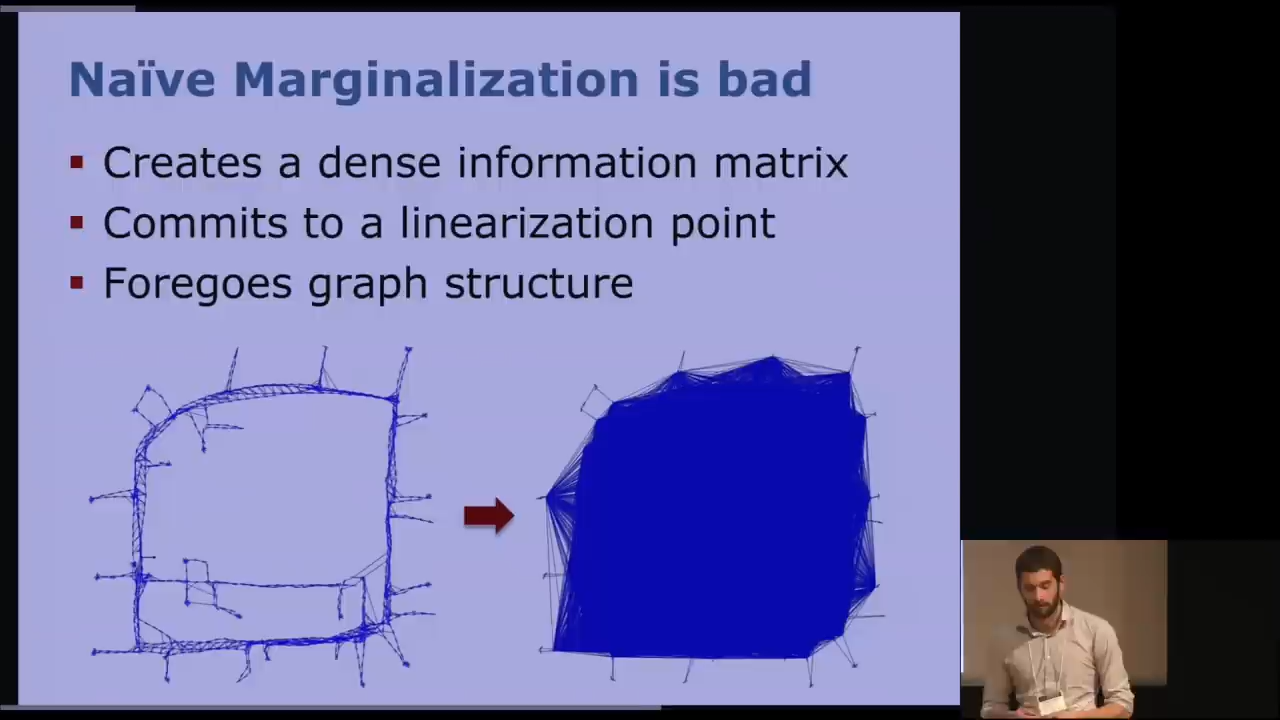 Naïve Marginalization is bad
Creates a dense information matrix
Commits to a linearization point
Foregoes graph structure